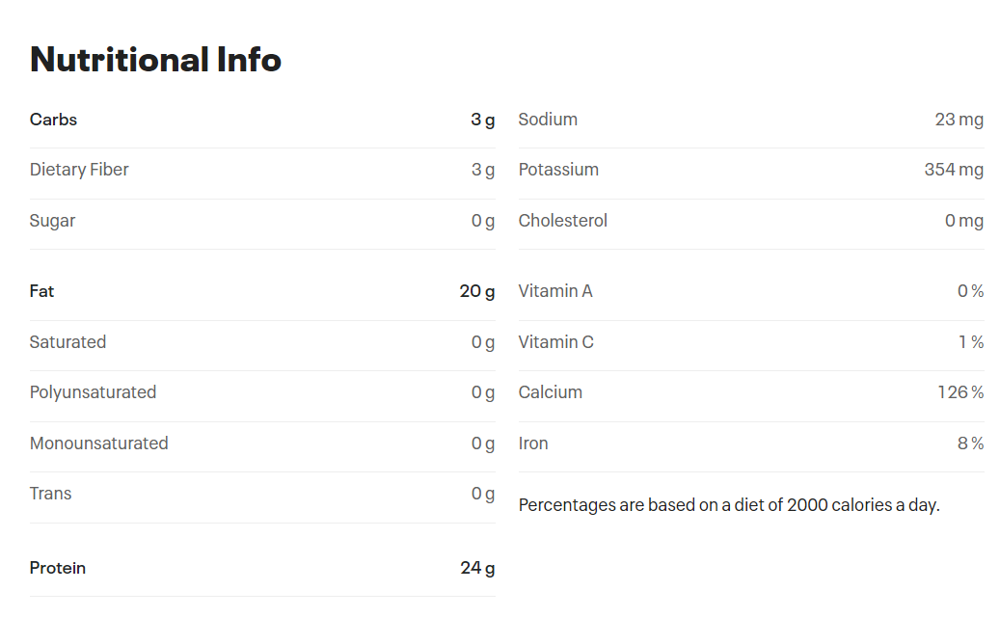 Nutritional Info
Carbs 3 g
Dietary Fiber 3 g
Sugar 0 g
Fat 20 g
Saturated 0 g
Polyunsaturated 0 g
Monounsaturated 0 g
Trans 0 g
Protein 24 g
Sodium 23 mg
Potassium 354 mg
Cholesterol 0 mg
Vitamin A 0 %
Vitamin C 1 %
Calcium 126 %
Iron 8 %
Percentages are based on a diet of 2000 calories a day.